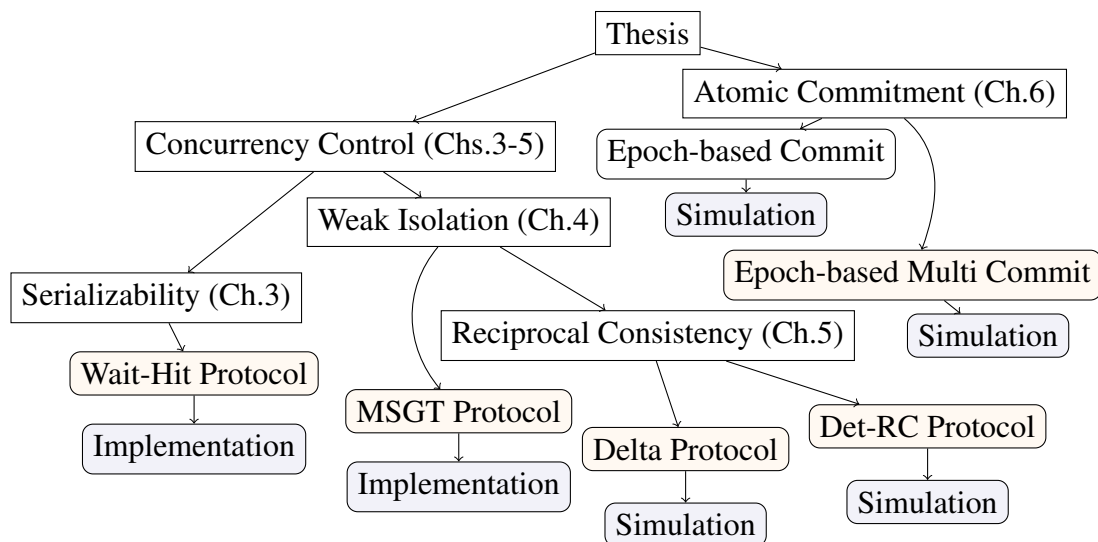 Thesis
Atomic Commitment (Ch.6)
Concurrency Control (Chs.3-5)
Epoch-based Commit
Simulation
Weak Isolation (Ch.4)
Epoch-based Multi Commit
Serializability (Ch.3)
Reciprocal Consistency (Ch.5)
Simulation
Wait-Hit Protocol
MSGT Protocol
Det-RC Protocol
Implementation
Delta Protocol
Implementation
Simulation
Simulation